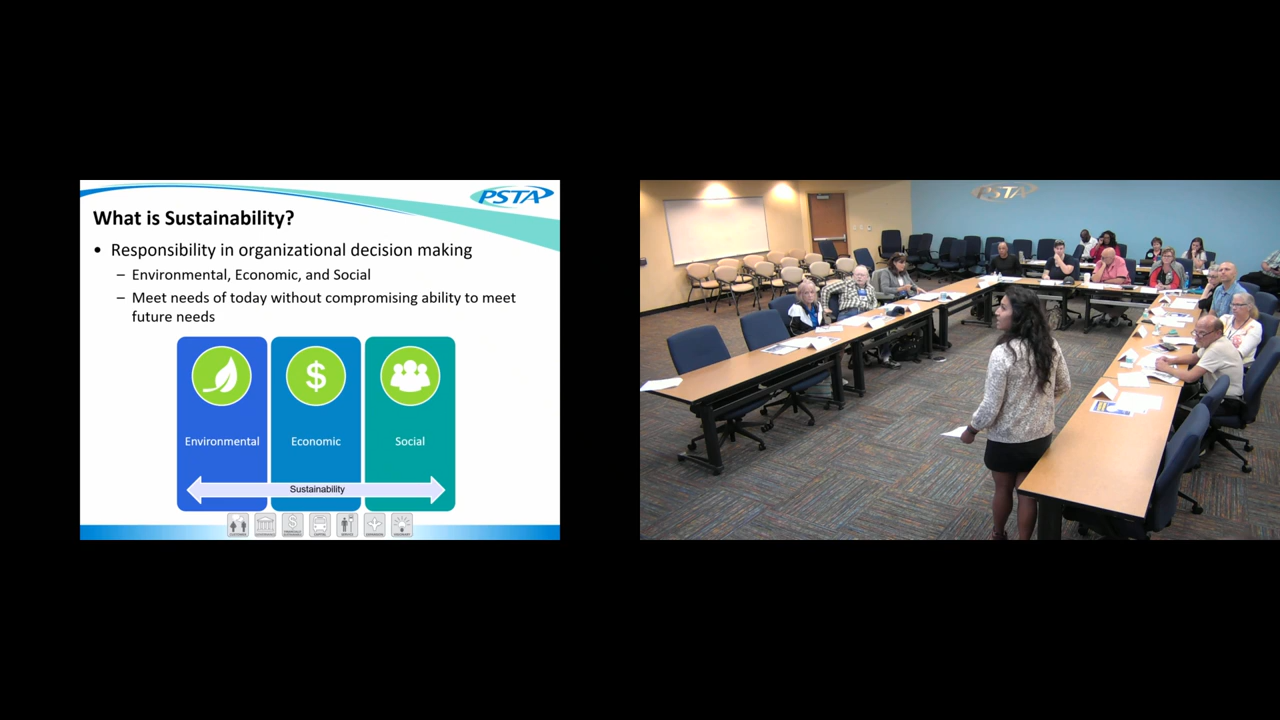 PSTA
What is Sustainability?
• Responsibility in organizational decision making
– Environmental, Economic, and Social
– Meet needs of today without compromising ability to meet
future needs
$
Environmental
Economic
Social
Sustainability
PSTA